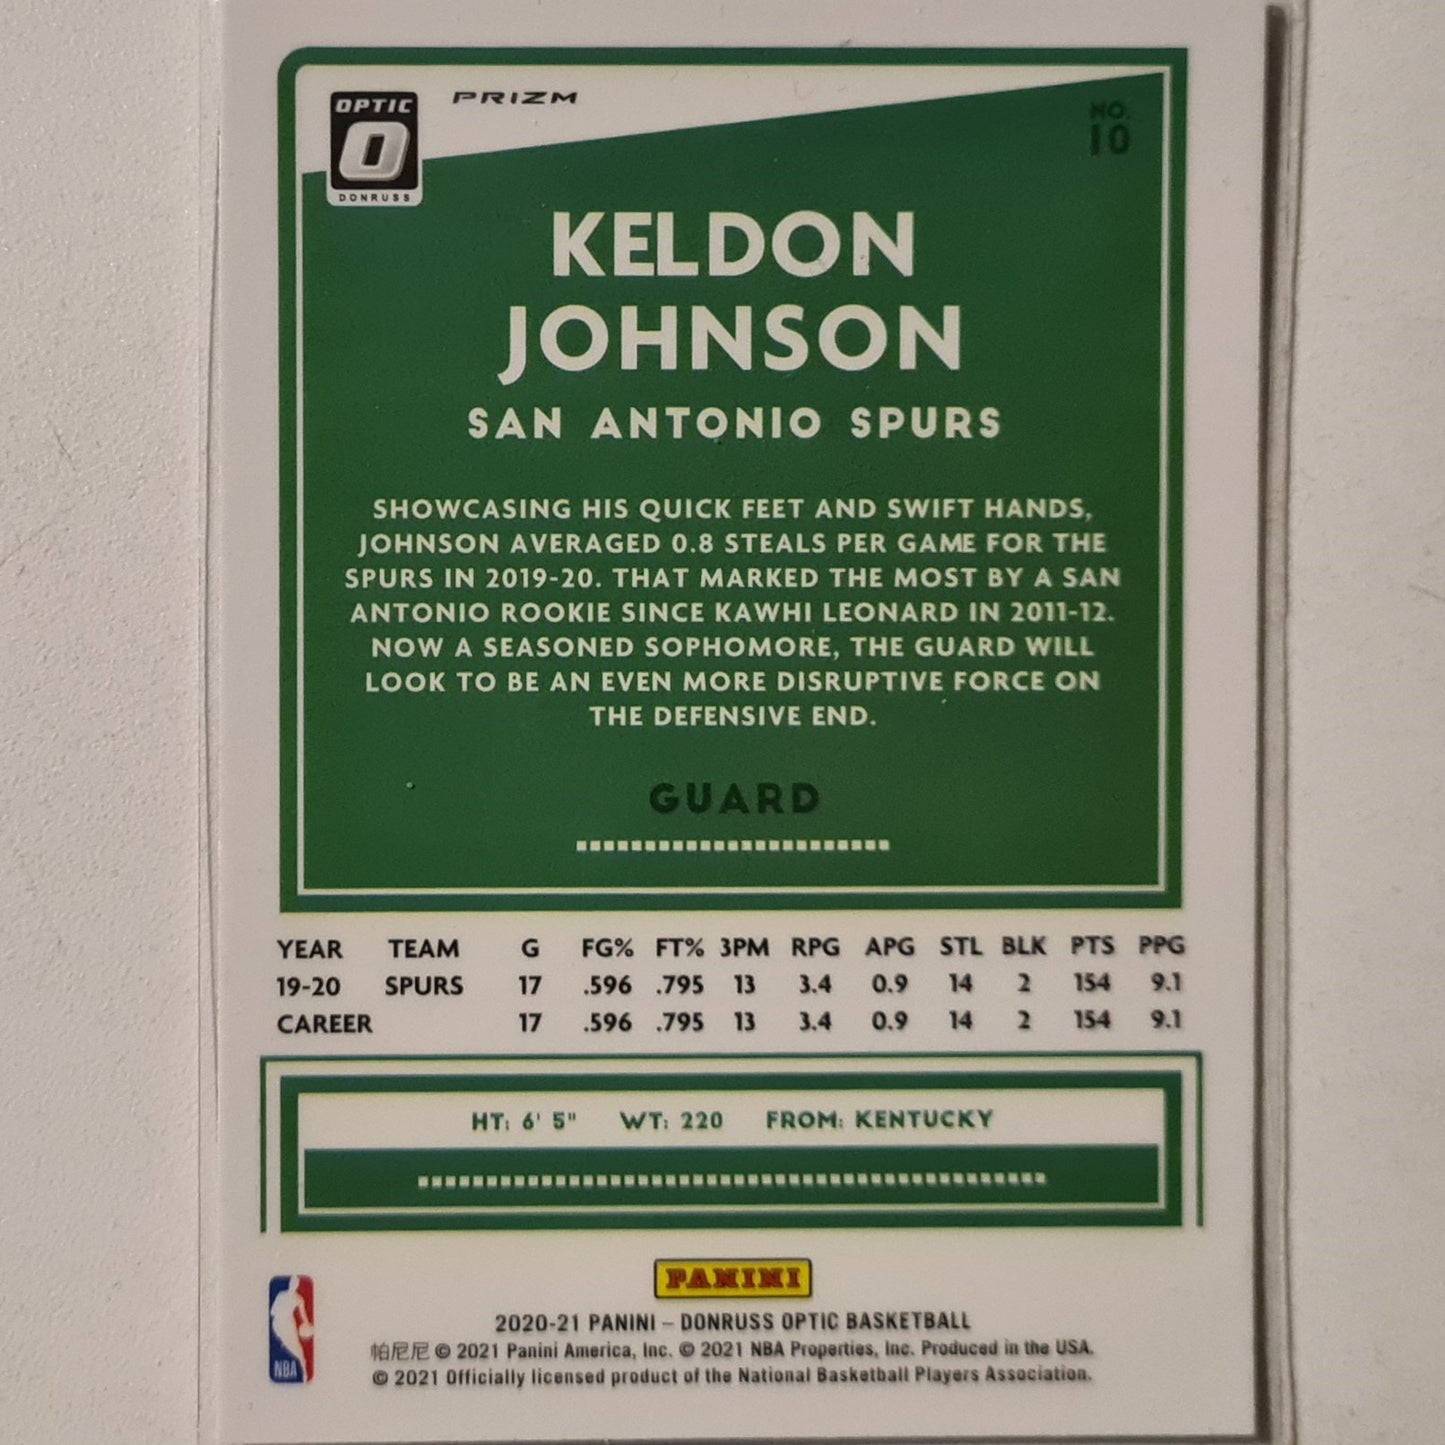 OPTIC
O
DONRUSS
PRIZM
NO.
10
KELDON
JOHNSON
SAN ANTONIO SPURS
SHOWCASING HIS QUICK FEET AND SWIFT HANDS,
JOHNSON AVERAGED 0.8 STEALS PER GAME FOR THE
SPURS IN 2019-20. THAT MARKED THE MOST BY A SAN
ANTONIO ROOKIE SINCE KAWHI LEONARD IN 2011-12.
NOW A SEASONED SOPHOMORE, THE GUARD WILL
LOOK TO BE AN EVEN MORE DISRUPTIVE FORCE ON
THE DEFENSIVE END.
GUARD
YEAR TEAM G FG% FT% 3PM RPG APG STL BLK PTS PPG
19-20 SPURS 17 .596 .795 13 3.4 0.9 14 2 154 9.1
CAREER 17 .596 .795 13 3.4 0.9 14 2 154 9.1
HT: 6' 5" WT: 220 FROM: KENTUCKY
PANINI
2020-21 PANINI – DONRUSS OPTIC BASKETBALL
帕尼尼 © 2021 Panini America, Inc. © 2021 NBA Properties, Inc. Produced in the USA.
© 2021 Officially licensed product of the National Basketball Players Association.
NBA